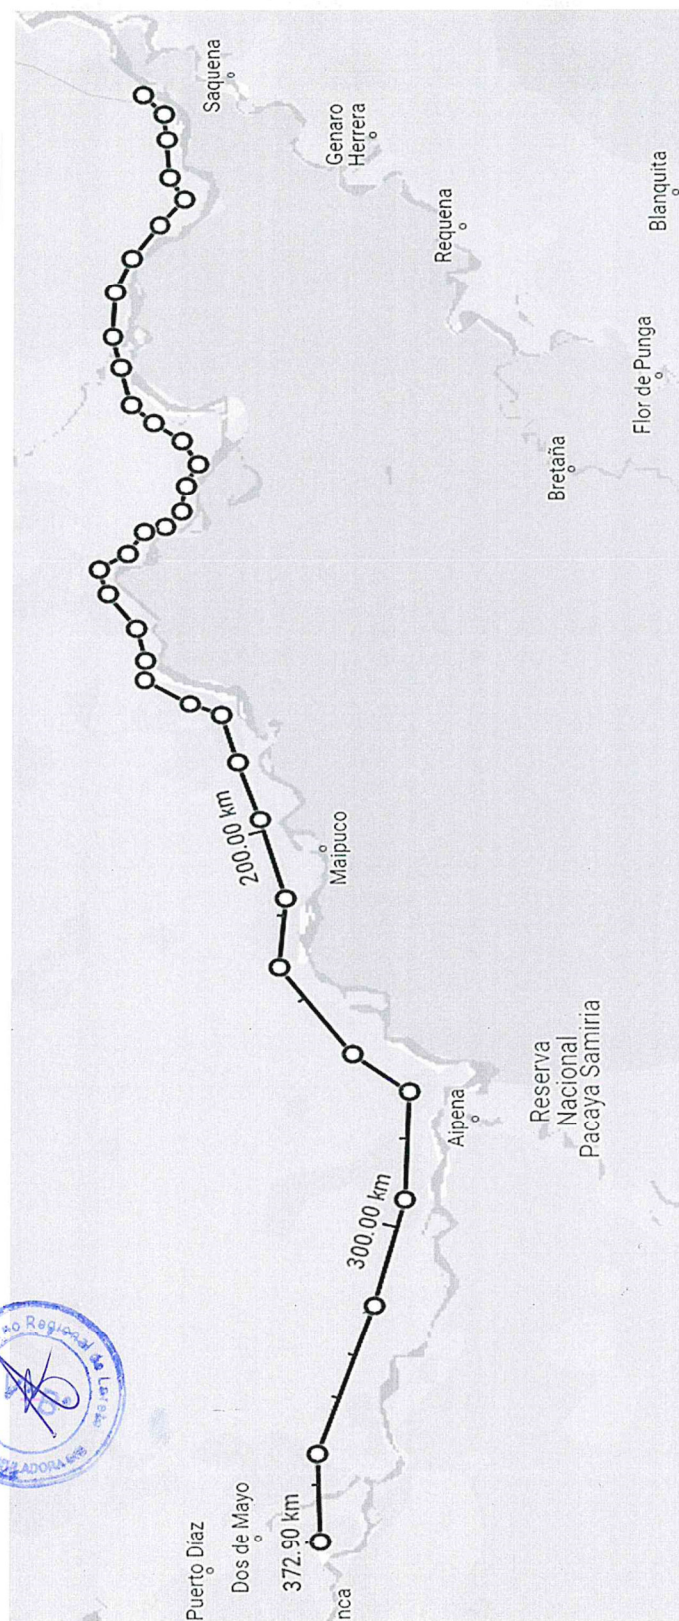 Saquena
Genaro
Herrera
Requena
Blanquita
Flor de Punga
Bretaña
200.00 km
Maipuco
Reserva
Nacional
Pacaya Samiria
Aipena
300.00 km
372.90 km
Dos de Mayo
Puerto Diaz
nca
no Regional de Loreto